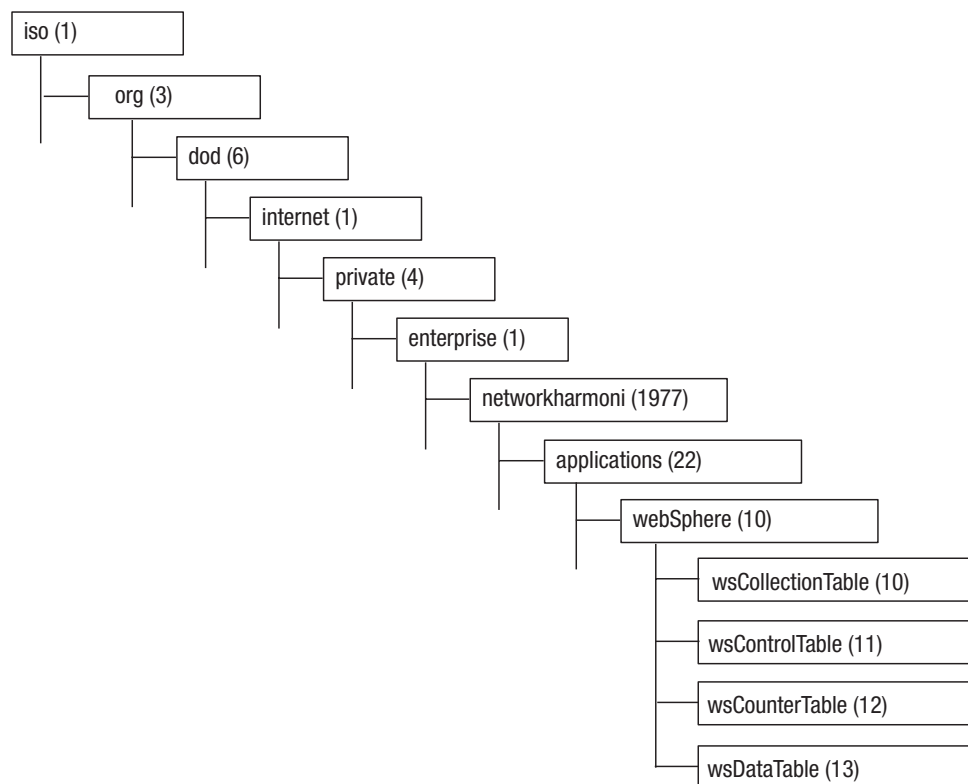 iso (1)
org (3)
dod (6)
internet (1)
private (4)
enterprise (1)
networkharmoni (1977)
applications (22)
webSphere (10)
wsCollectionTable (10)
wsControlTable (11)
wsCounterTable (12)
wsDataTable (13)